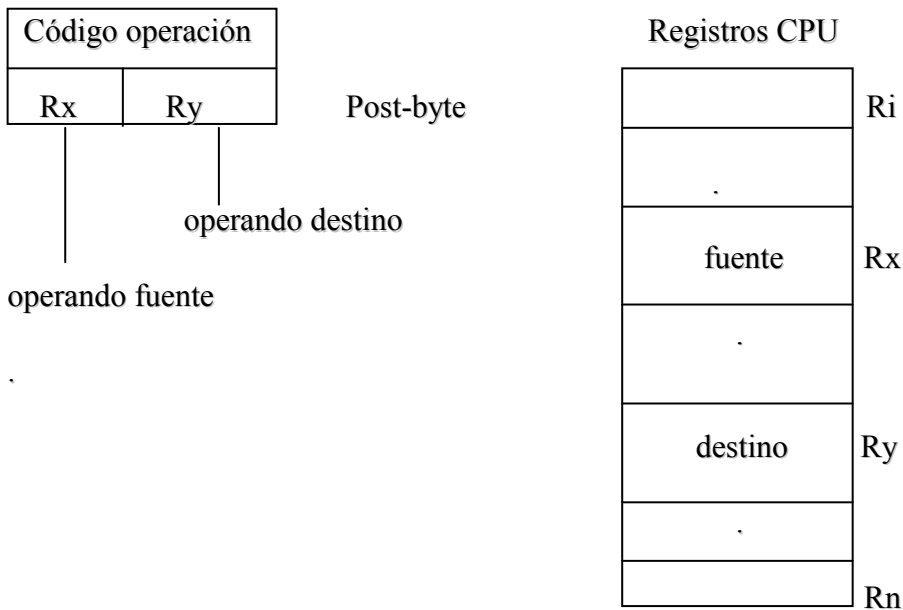 Código operación
Rx Ry
Post-byte
operando destino
operando fuente
.
Registros CPU
Ri
.
fuente
Rx
.
destino
Ry
.
Rn